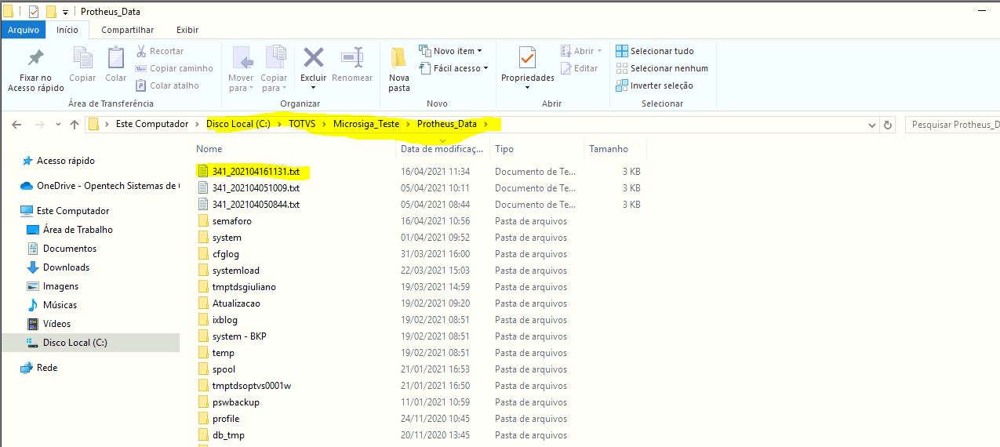 Protheus_Data
Arquivo Início Compartilhar Exibir
Fixar no Acesso rápido
Copiar
Colar
Recortar
Copiar caminho
Colar atalho
Área de Transferência
Mover para
Copiar para
Excluir
Renomear
Organizar
Nova pasta
Novo item
Fácil acesso
Novo
Propriedades
Abrir
Editar
Abrir
Selecionar tudo
Selecionar nenhum
Inverter seleção
Selecionar
Este Computador > Disco Local (C:) > TOTVS > Microsiga_Teste > Protheus_Data >
Pesquisar Protheus_D
Acesso rápido
OneDrive - Opentech Sistemas de
Este Computador
Área de Trabalho
Documentos
Downloads
Imagens
Músicas
Vídeos
Disco Local (C:)
Rede
Nome Data de modificaç... Tipo Tamanho
341_202104161131.txt 16/04/2021 11:34 Documento de Te... 3 KB
341_202104051009.txt 05/04/2021 10:11 Documento de Te... 3 KB
341_202104050844.txt 05/04/2021 08:44 Documento de Te... 3 KB
semaforo 16/04/2021 10:56 Pasta de arquivos
system 01/04/2021 09:52 Pasta de arquivos
cfglog 31/03/2021 16:00 Pasta de arquivos
systemload 22/03/2021 15:03 Pasta de arquivos
tmptdsgiuliano 19/03/2021 14:59 Pasta de arquivos
Atualizacao 19/02/2021 09:20 Pasta de arquivos
ixblog 19/02/2021 08:51 Pasta de arquivos
system - BKP 19/02/2021 08:51 Pasta de arquivos
temp 19/02/2021 08:51 Pasta de arquivos
spool 21/01/2021 16:53 Pasta de arquivos
tmptdsoptvs0001w 21/01/2021 16:50 Pasta de arquivos
pswbackup 11/01/2021 10:59 Pasta de arquivos
profile 24/11/2020 10:45 Pasta de arquivos
db_tmp 20/11/2020 13:45 Pasta de arquivos